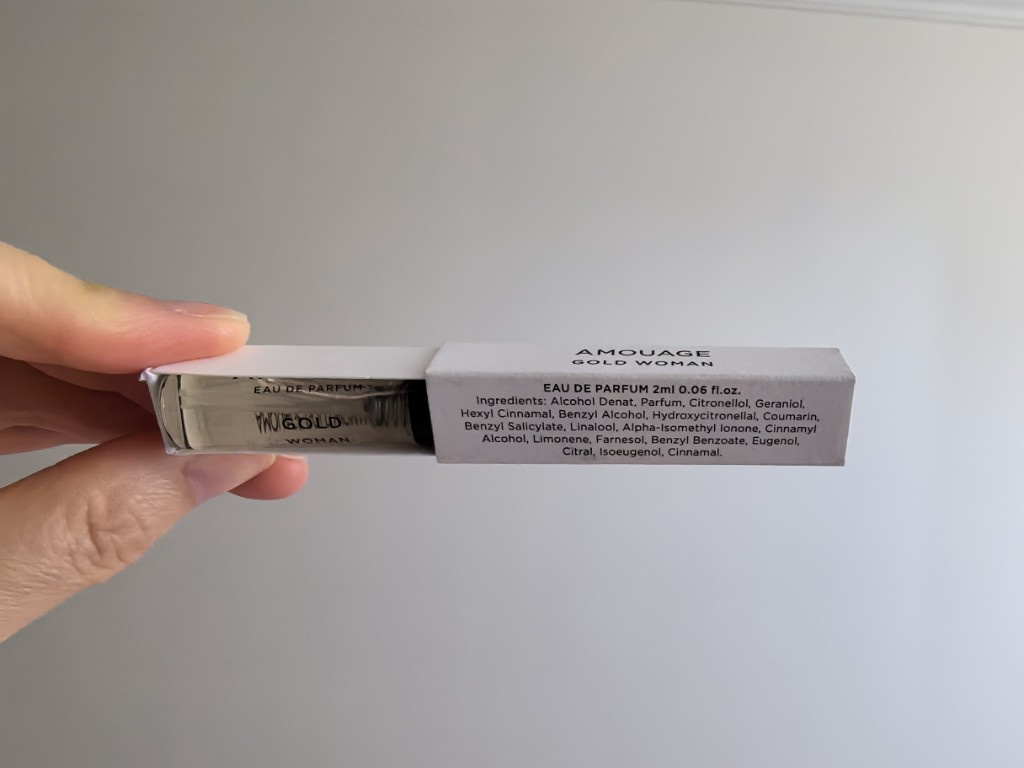 AMOUAGE
GOLD WOMAN
EAU DE PARFUM 2ml 0.06 fl.oz.
Ingredients: Alcohol Denat, Parfum, Citronellol, Geraniol,
Hexyl Cinnamal, Benzyl Alcohol, Hydroxycitronellal, Coumarin,
Benzyl Salicylate, Linalool, Alpha-Isomethyl Ionone, Cinnamyl
Alcohol, Limonene, Farnesol, Benzyl Benzoate, Eugenol,
Citral, Isoeugenol, Cinnamal.
EAU DE PARFUM
GOLD
WOMAN